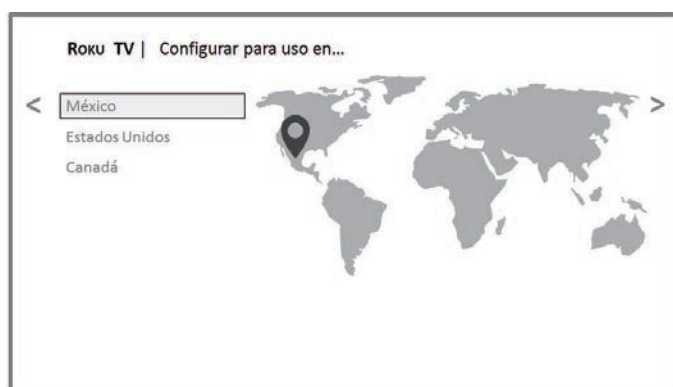 Roku TV | Configurar para uso en...
< México >
Estados Unidos
Canadá